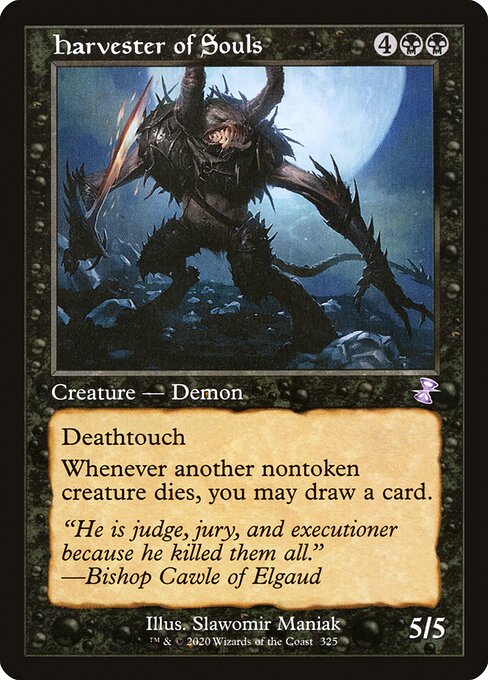 Harvester of Souls 4
Creature — Demon
Deathtouch
Whenever another nontoken
creature dies, you may draw a card.
“He is judge, jury, and executioner
because he killed them all.”
—Bishop Cawle of Elgaud
Illus. Slawomir Maniak
™ & © 2020 Wizards of the Coast 325
5/5